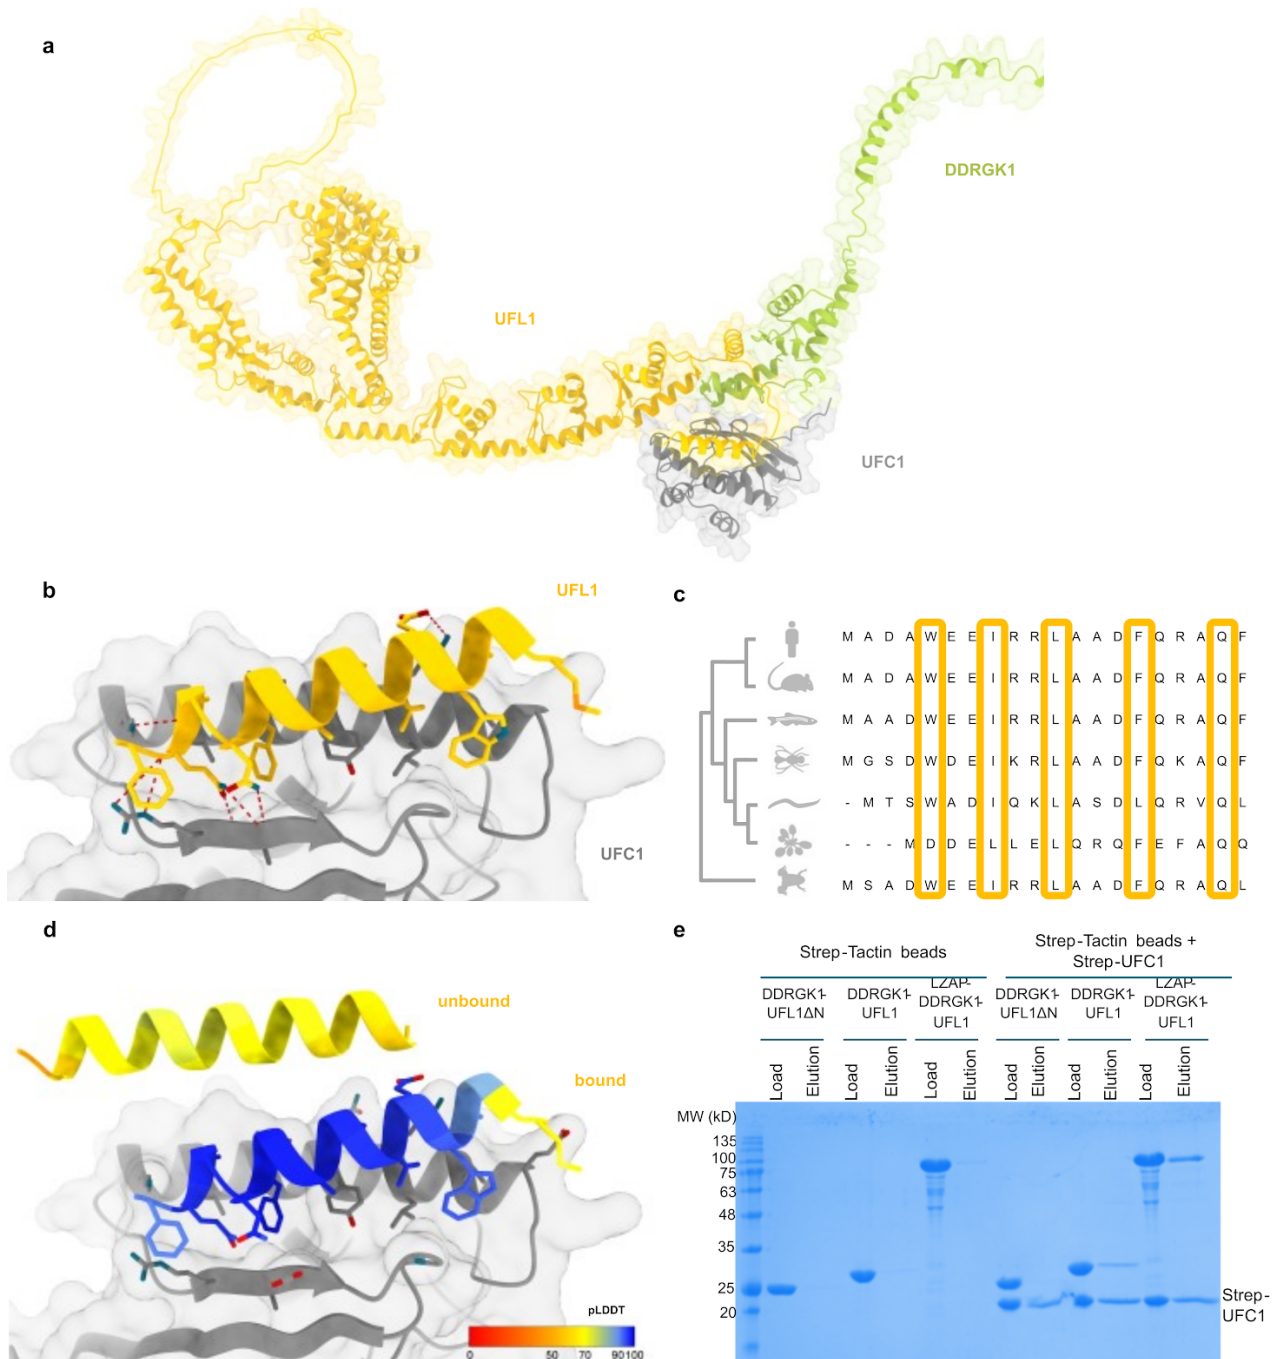 a
DDRGK1
UFL1
UFC1
b
UFL1
UFC1
c
M A D A W E E I R R L A A D F Q R A Q F
M A D A W E E I R R L A A D F Q R A Q F
M A A D W E E I R R L A A D F Q R A Q F
M G S D W D E I K R L A A D F Q K A Q F
- M T S W A D I Q K L A S D L Q R V Q L
- - - M D D E L L E L Q R Q F E F A Q Q
M S A D W E E I R R L A A D F Q R A Q L
d
unbound
bound
pLDDT
0 50 70 90 100
e
Strep-Tactin beads
Strep-Tactin beads +
Strep-UFC1
DDRGK1-
UFL1ΔN
DDRGK1-
UFL1
LZAP-
DDRGK1-
UFL1
DDRGK1-
UFL1ΔN
DDRGK1-
UFL1
LZAP-
DDRGK1-
UFL1
Load
Elution
Load
Elution
Load
Elution
Load
Elution
Load
Elution
Load
Elution
MW (kD)
135
100
75
63
48
35
25
20
Strep-
UFC1